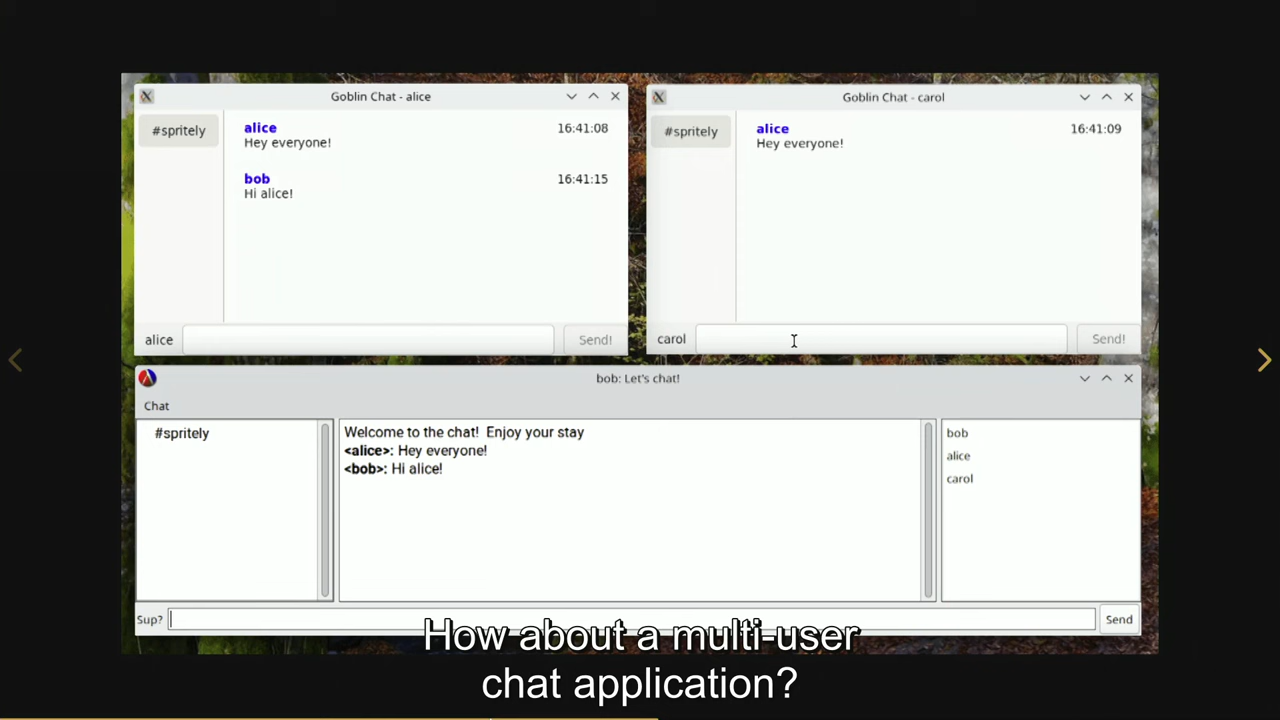 Goblin Chat - alice
#spritely
alice 16:41:08
Hey everyone!
bob 16:41:15
Hi alice!
alice
Send!
Goblin Chat - carol
#spritely
alice 16:41:09
Hey everyone!
carol
Send!
bob: Let's chat!
Chat
#spritely
Welcome to the chat!  Enjoy your stay
<alice>: Hey everyone!
<bob>: Hi alice!
bob
alice
carol
Sup?
Send
How about a multi-user
chat application?